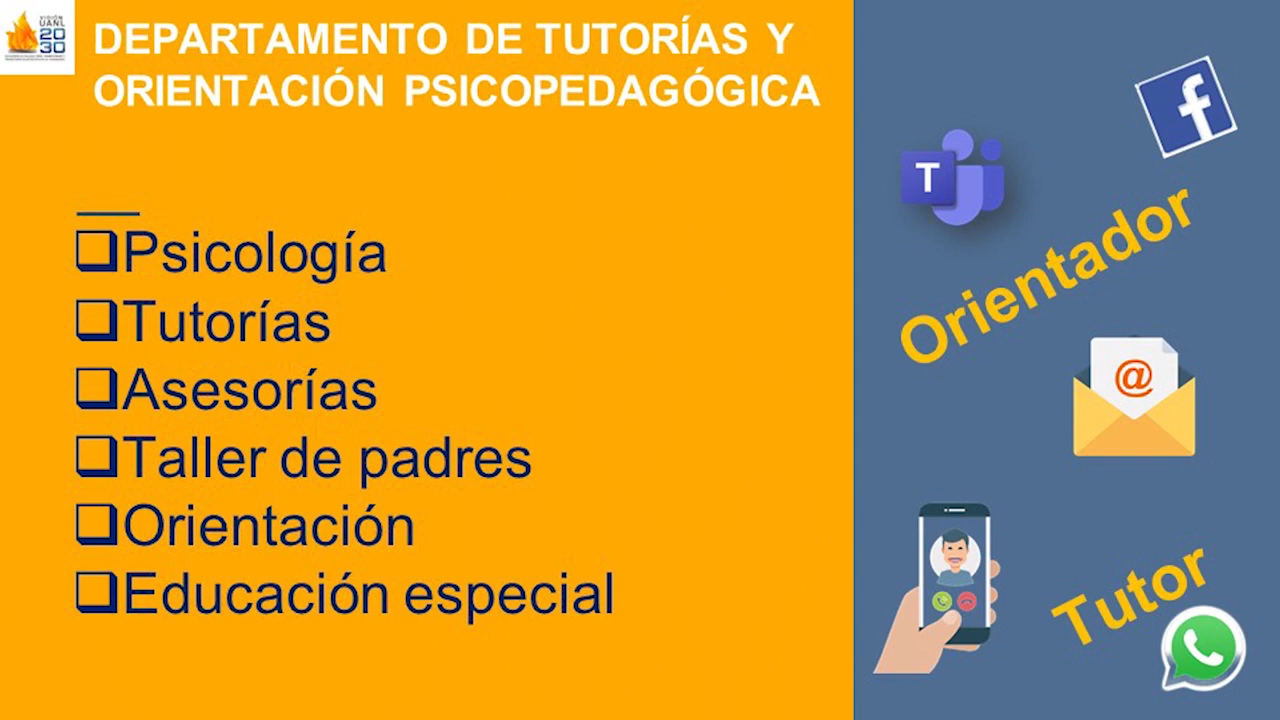 VISIÓN
UANL
20
30
DEPARTAMENTO DE TUTORÍAS Y
ORIENTACIÓN PSICOPEDAGÓGICA
❑Psicología
❑Tutorías
❑Asesorías
❑Taller de padres
❑Orientación
❑Educación especial
f
T
Orientador
@
Tutor